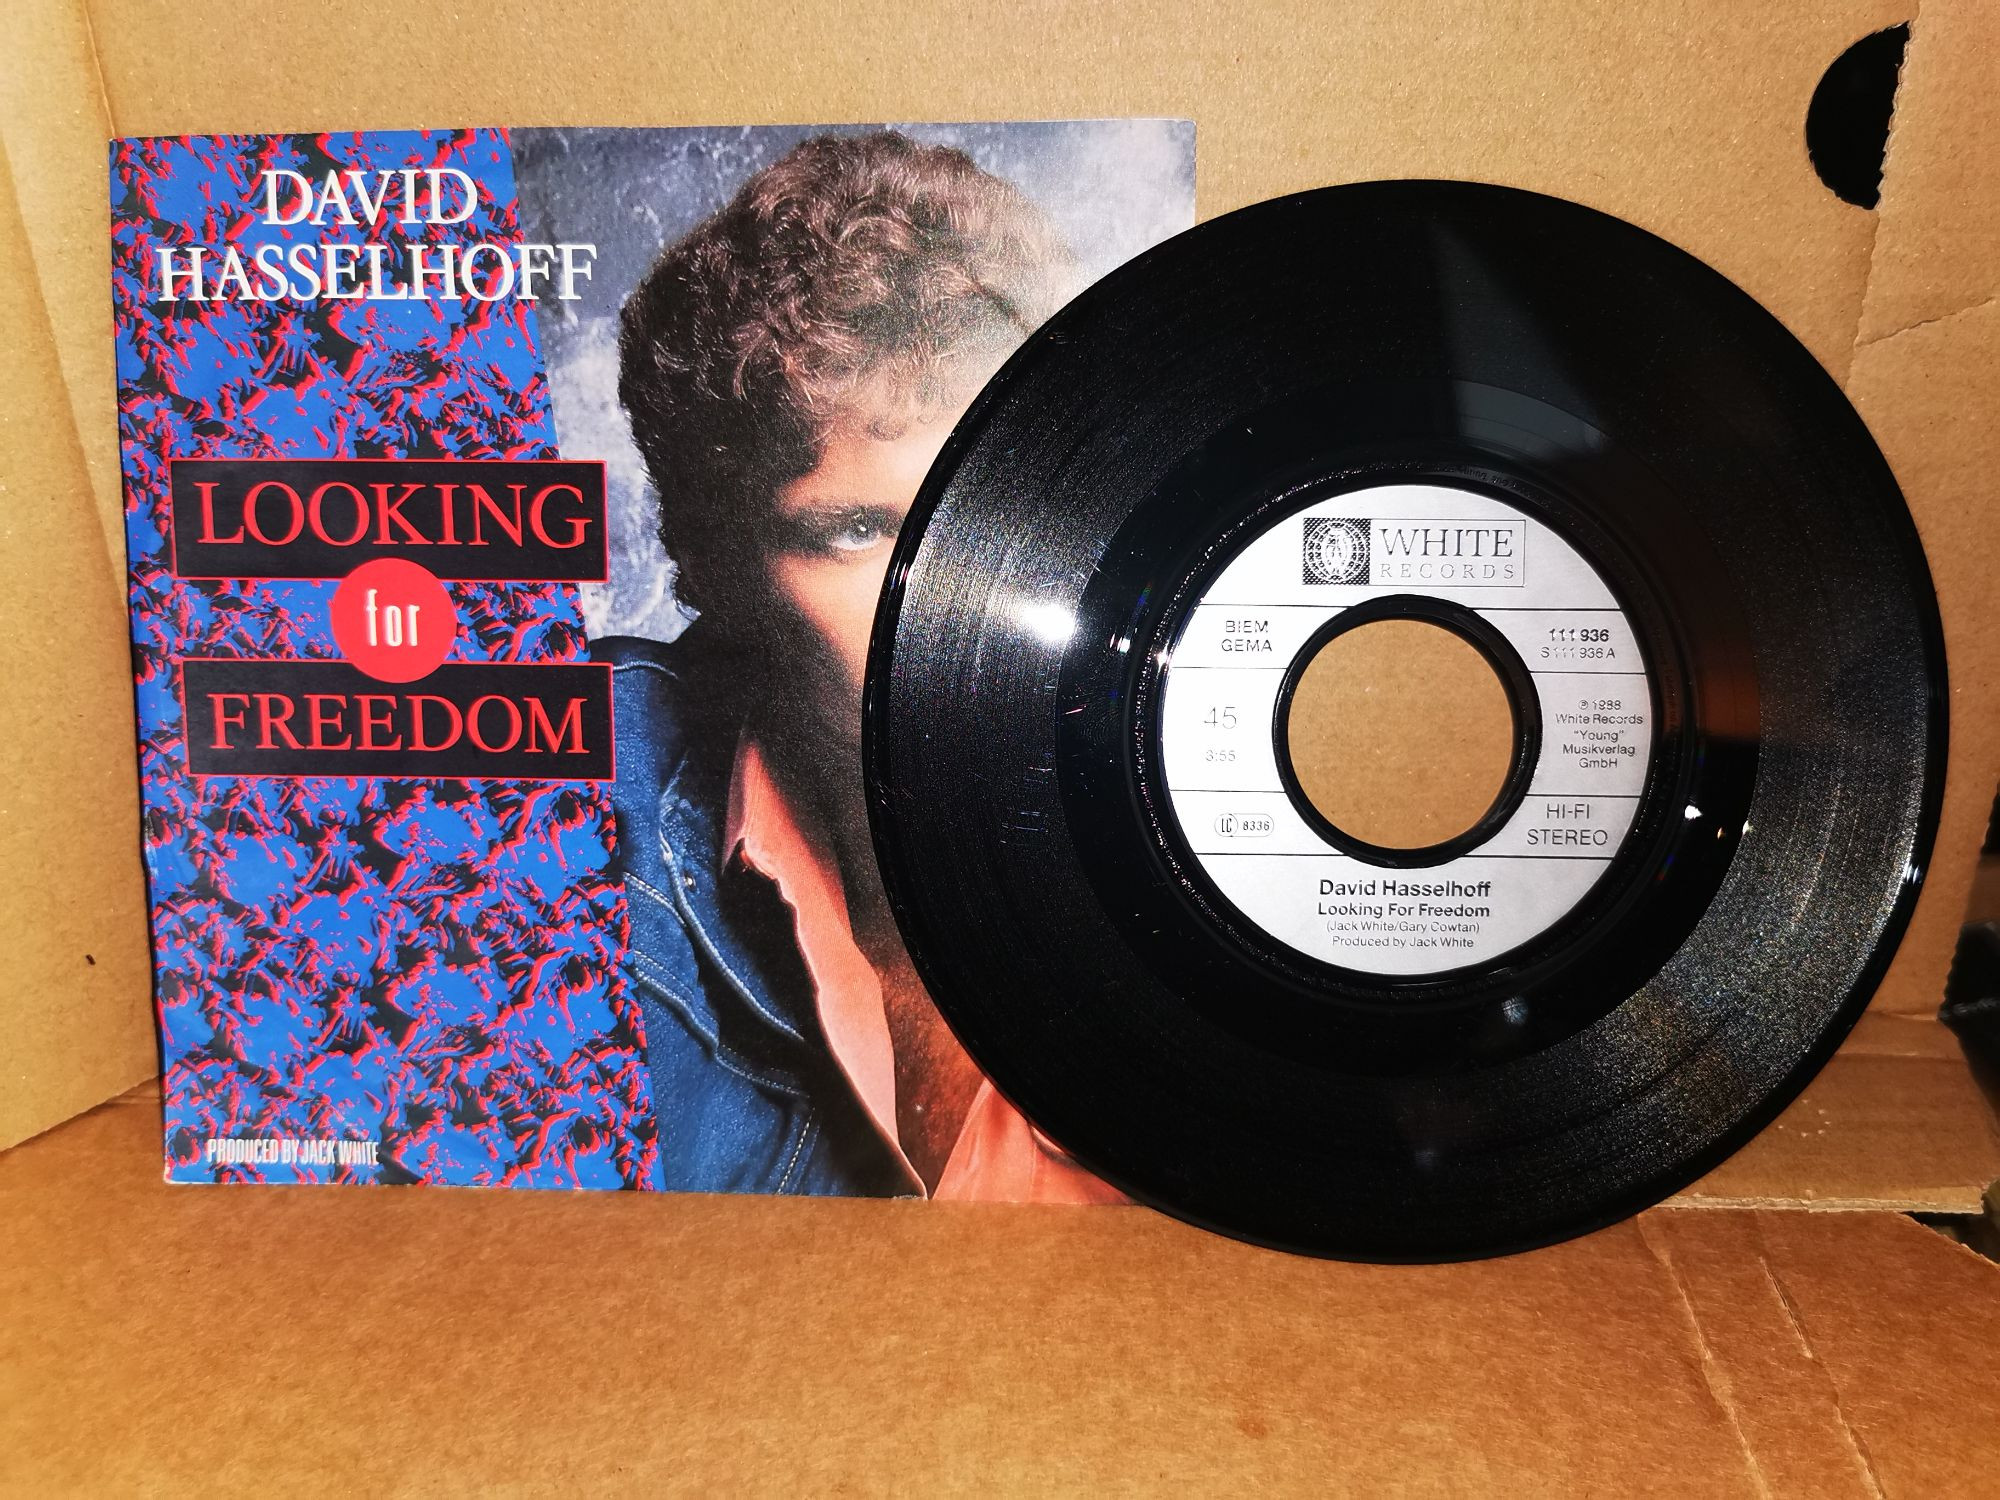 DAVID
HASSELHOFF
LOOKING
for
FREEDOM
PRODUCED BY JACK WHITE
WHITE
RECORDS
BIEM
GEMA
111 936
S 111 936 A
45
3:55
℗ 1988
White Records
"Young"
Musikverlag
GmbH
LC 8336
HI-FI
STEREO
David Hasselhoff
Looking For Freedom
(Jack White/Gary Cowtan)
Produced by Jack White